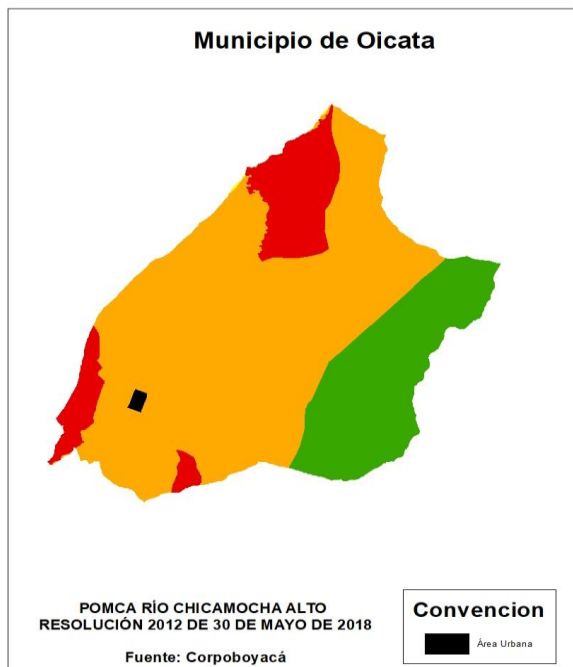 Municipio de Oicata
POMCA RÍO CHICAMOCHA ALTO
RESOLUCIÓN 2012 DE 30 DE MAYO DE 2018
Fuente: Corpoboyacá
Convencion
Área Urbana